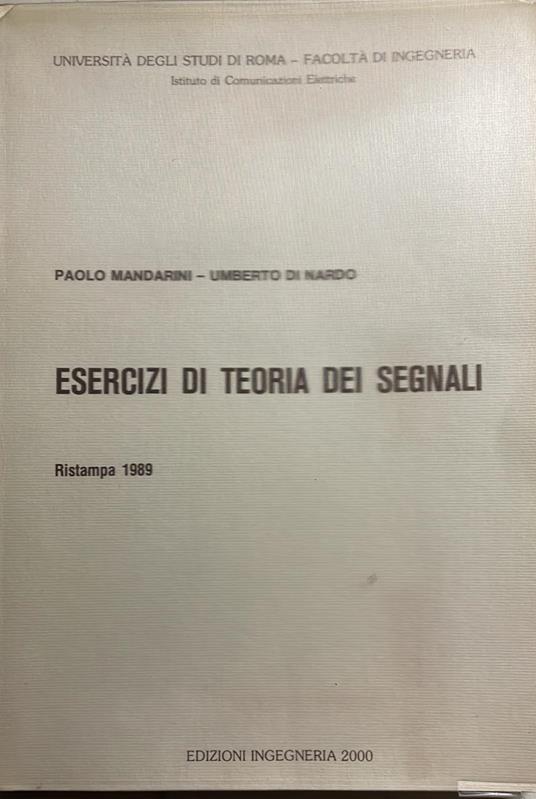 UNIVERSITÀ DEGLI STUDI DI ROMA – FACOLTÀ DI INGEGNERIA
Istituto di Comunicazioni Elettriche
PAOLO MANDARINI – UMBERTO DI NARDO
ESERCIZI DI TEORIA DEI SEGNALI
Ristampa 1989
EDIZIONI INGEGNERIA 2000